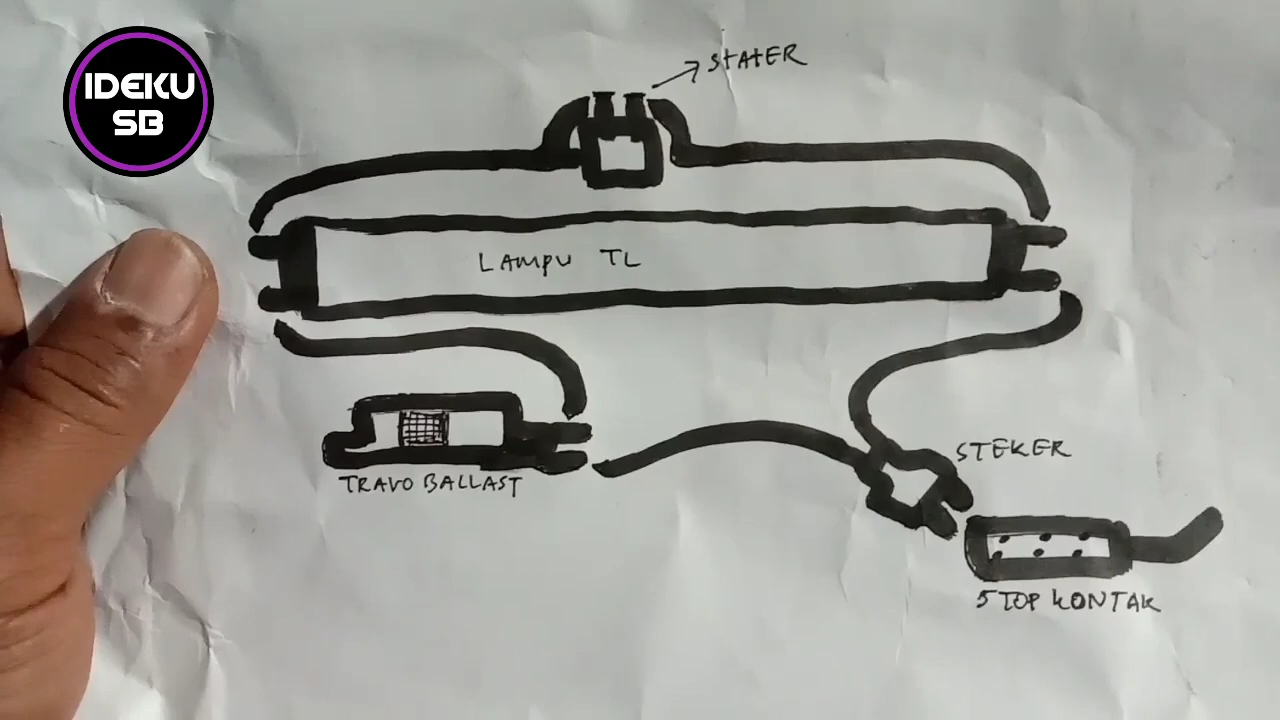 IDEKU
SB
STATER
LAMPU TL
TRAVO BALLAST
STEKER
STOP KONTAK